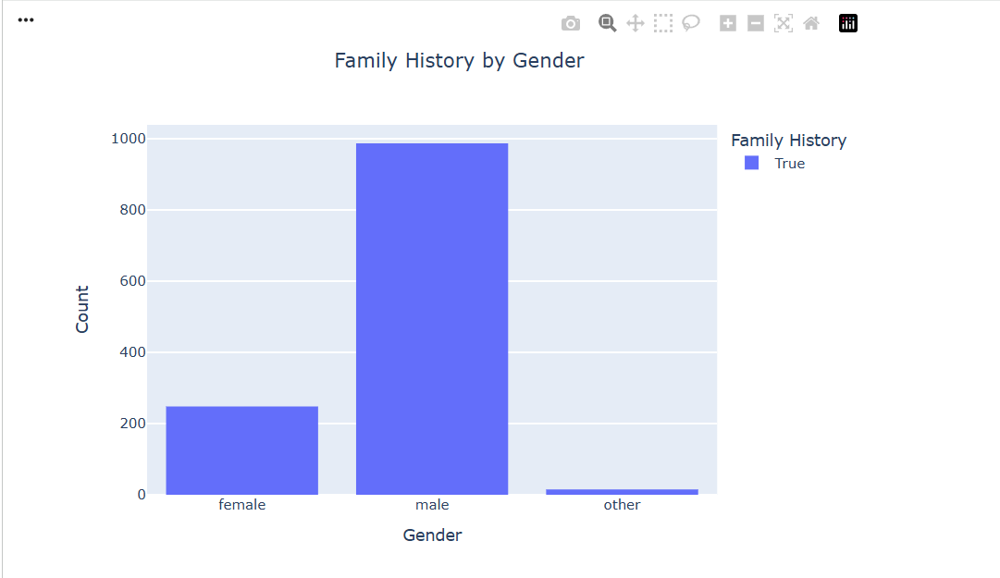 Family History by Gender
Family History
True
1000
800
600
400
200
0
Count
female male other
Gender